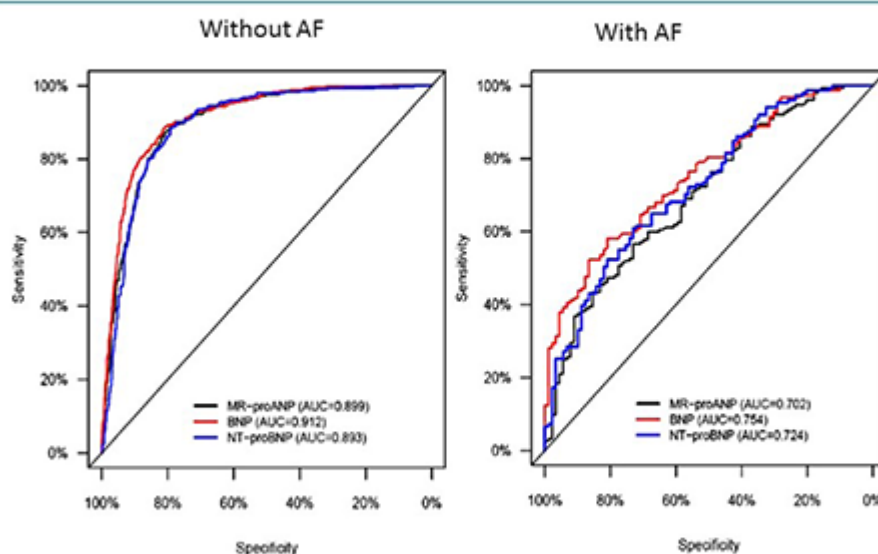 Without AF
With AF
100%
80%
60%
40%
20%
0%
Sensitivity
MR-proANP (AUC=0.899)
BNP (AUC=0.912)
NT-proBNP (AUC=0.893)
100%
80%
60%
40%
20%
0%
Specificity
100%
80%
60%
40%
20%
0%
Sensitivity
MR-proANP (AUC=0.702)
BNP (AUC=0.754)
NT-proBNP (AUC=0.724)
100%
80%
60%
40%
20%
0%
Specificity